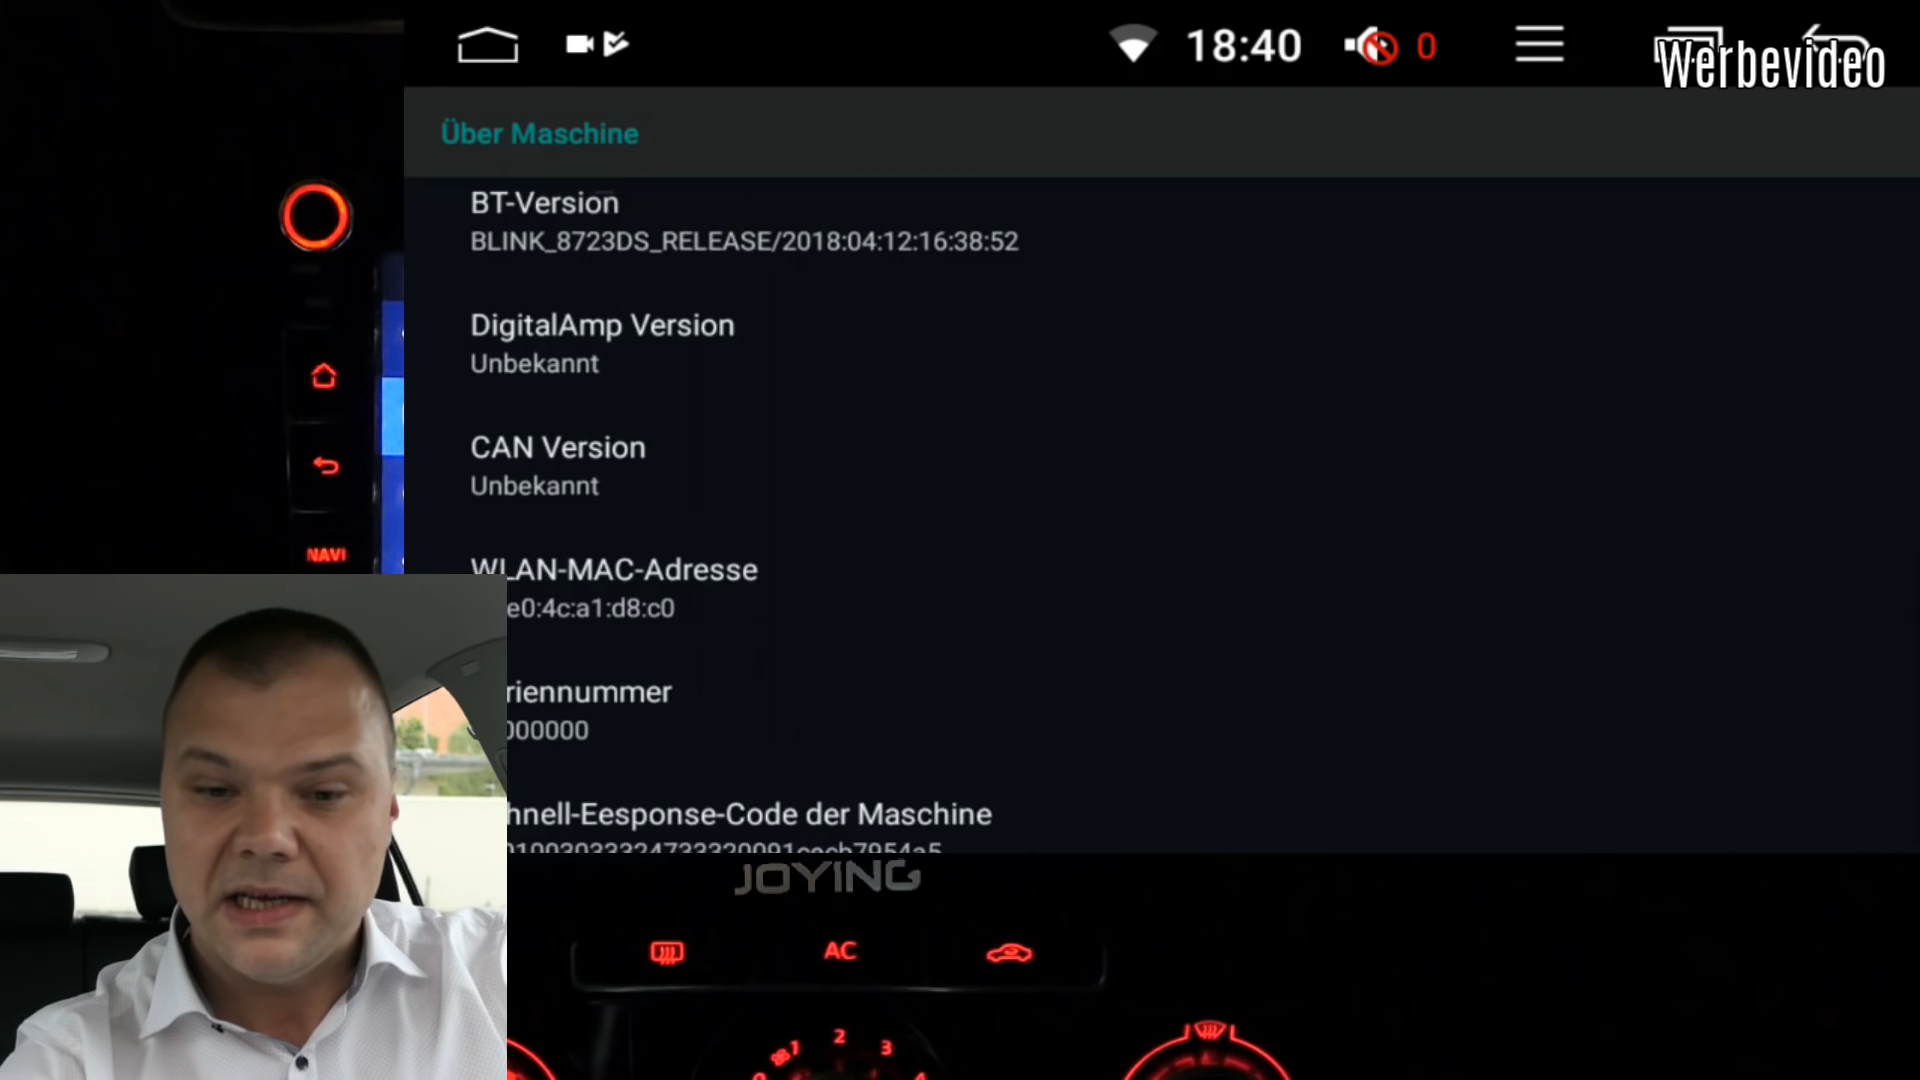 18:40
0
Werbevideo
Über Maschine
BT-Version
BLINK_8723DS_RELEASE/2018:04:12:16:38:52
DigitalAmp Version
Unbekannt
CAN Version
Unbekannt
WLAN-MAC-Adresse
e0:4c:a1:d8:c0
NAVI
riennummer
000000
hnell-Eesponse-Code der Maschine
JOYING
AC
1
2
3